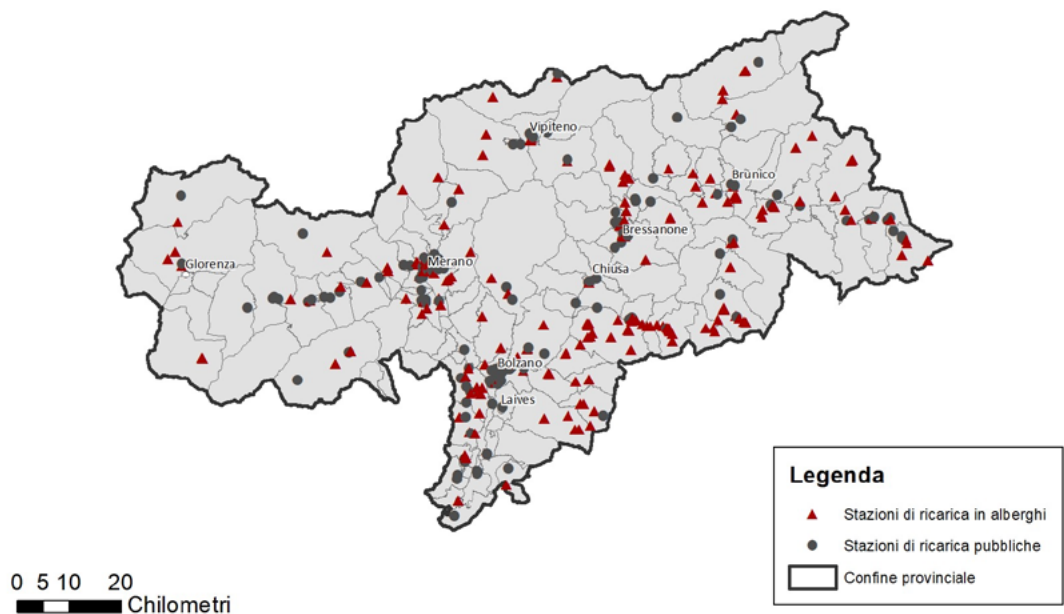 Vipiteno
Brunico
Bressanone
Glorenza
Merano
Chiusa
Bolzano
Laives
Legenda
Stazioni di ricarica in alberghi
Stazioni di ricarica pubbliche
Confine provinciale
0 5 10 20
Chilometri